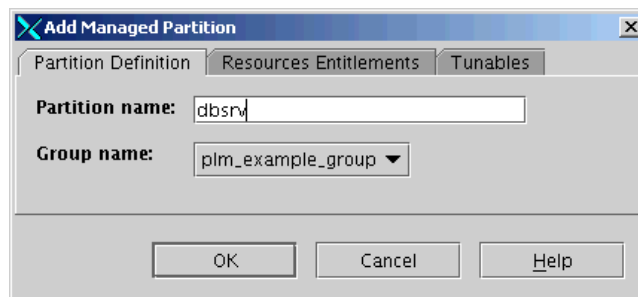 Add Managed Partition
Partition Definition Resources Entitlements Tunables
Partition name: dbsrv
Group name: plm_example_group
OK Cancel Help